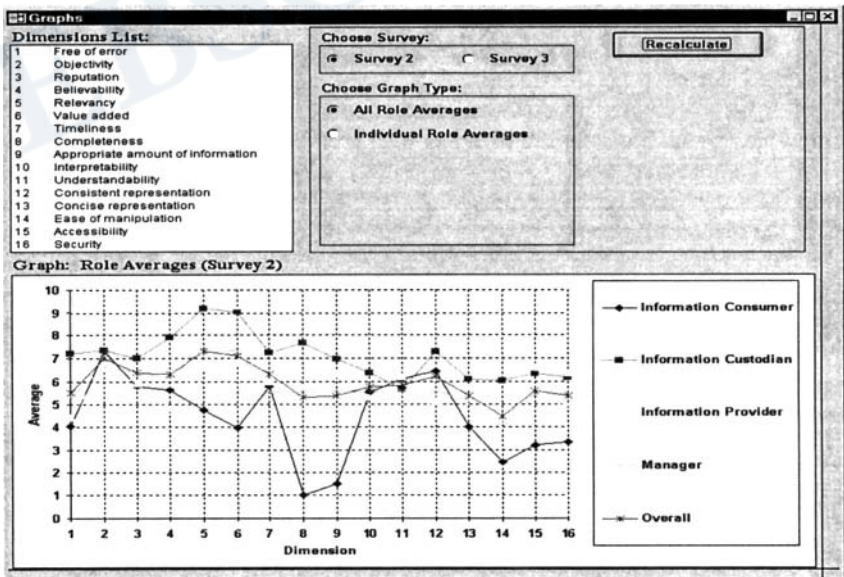 Graphs
Dimensions List:
1 Free of error
2 Objectivity
3 Reputation
4 Believability
5 Relevancy
6 Value added
7 Timeliness
8 Completeness
9 Appropriate amount of information
10 Interpretability
11 Understandability
12 Consistent representation
13 Concise representation
14 Ease of manipulation
15 Accessibility
16 Security
Choose Survey:
Survey 2 Survey 3
Choose Graph Type:
All Role Averages
Individual Role Averages
Recalculate
Graph: Role Averages (Survey 2)
Average
10
9
8
7
6
5
4
3
2
1
0
1 2 3 4 5 6 7 8 9 10 11 12 13 14 15 16
Dimension
Information Consumer
Information Custodian
Information Provider
Manager
Overall